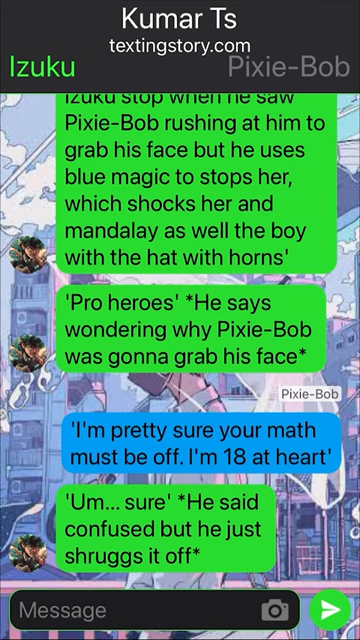 Kumar Ts
textingstory.com
Izuku Pixie-Bob
Izuku stop when he saw
Pixie-Bob rushing at him to
grab his face but he uses
blue magic to stops her,
which shocks her and
mandalay as well the boy
with the hat with horns'
'Pro heroes' *He says
wondering why Pixie-Bob
was gonna grab his face*
Pixie-Bob
'I'm pretty sure your math
must be off. I'm 18 at heart'
'Um... sure' *He said
confused but he just
shruggs it off*
Message